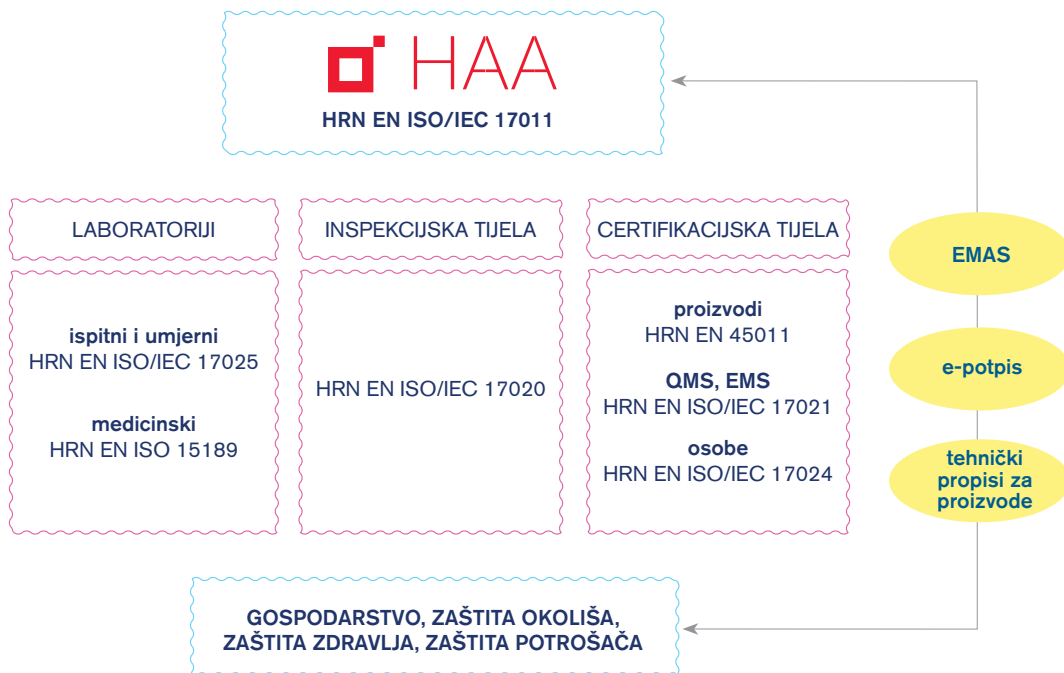 HAA
HRN EN ISO/IEC 17011
LABORATORIJI
INSPEKCIJSKA TIJELA
CERTIFIKACIJSKA TIJELA
ispitni i umjerni
HRN EN ISO/IEC 17025
medicinski
HRN EN ISO 15189
HRN EN ISO/IEC 17020
proizvodi
HRN EN 45011
QMS, EMS
HRN EN ISO/IEC 17021
osobe
HRN EN ISO/IEC 17024
EMAS
e-potpis
tehnički
propisi za
proizvode
GOSPODARSTVO, ZAŠTITA OKOLIŠA,
ZAŠTITA ZDRAVLJA, ZAŠTITA POTROŠAČA